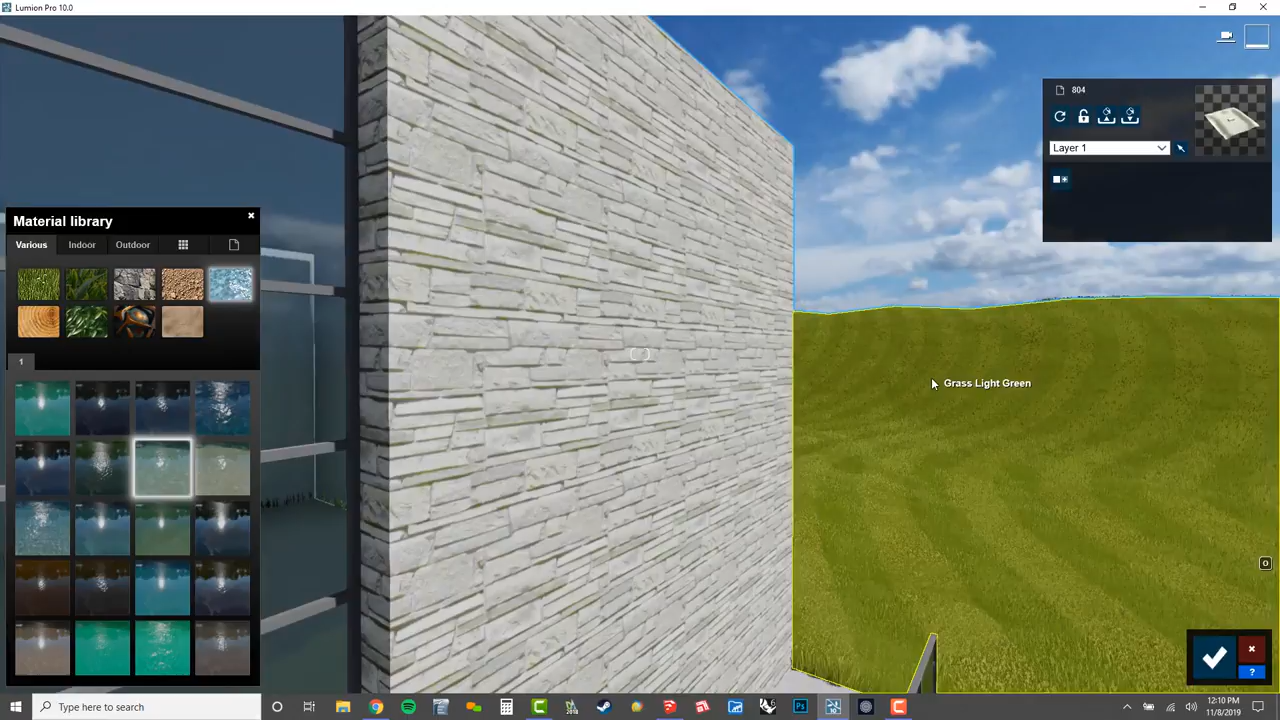 Lumion Pro 10.0
804
Layer 1
Material library
Various Indoor Outdoor
1
Grass Light Green
O
?
Type here to search
12:10 PM
11/8/2019